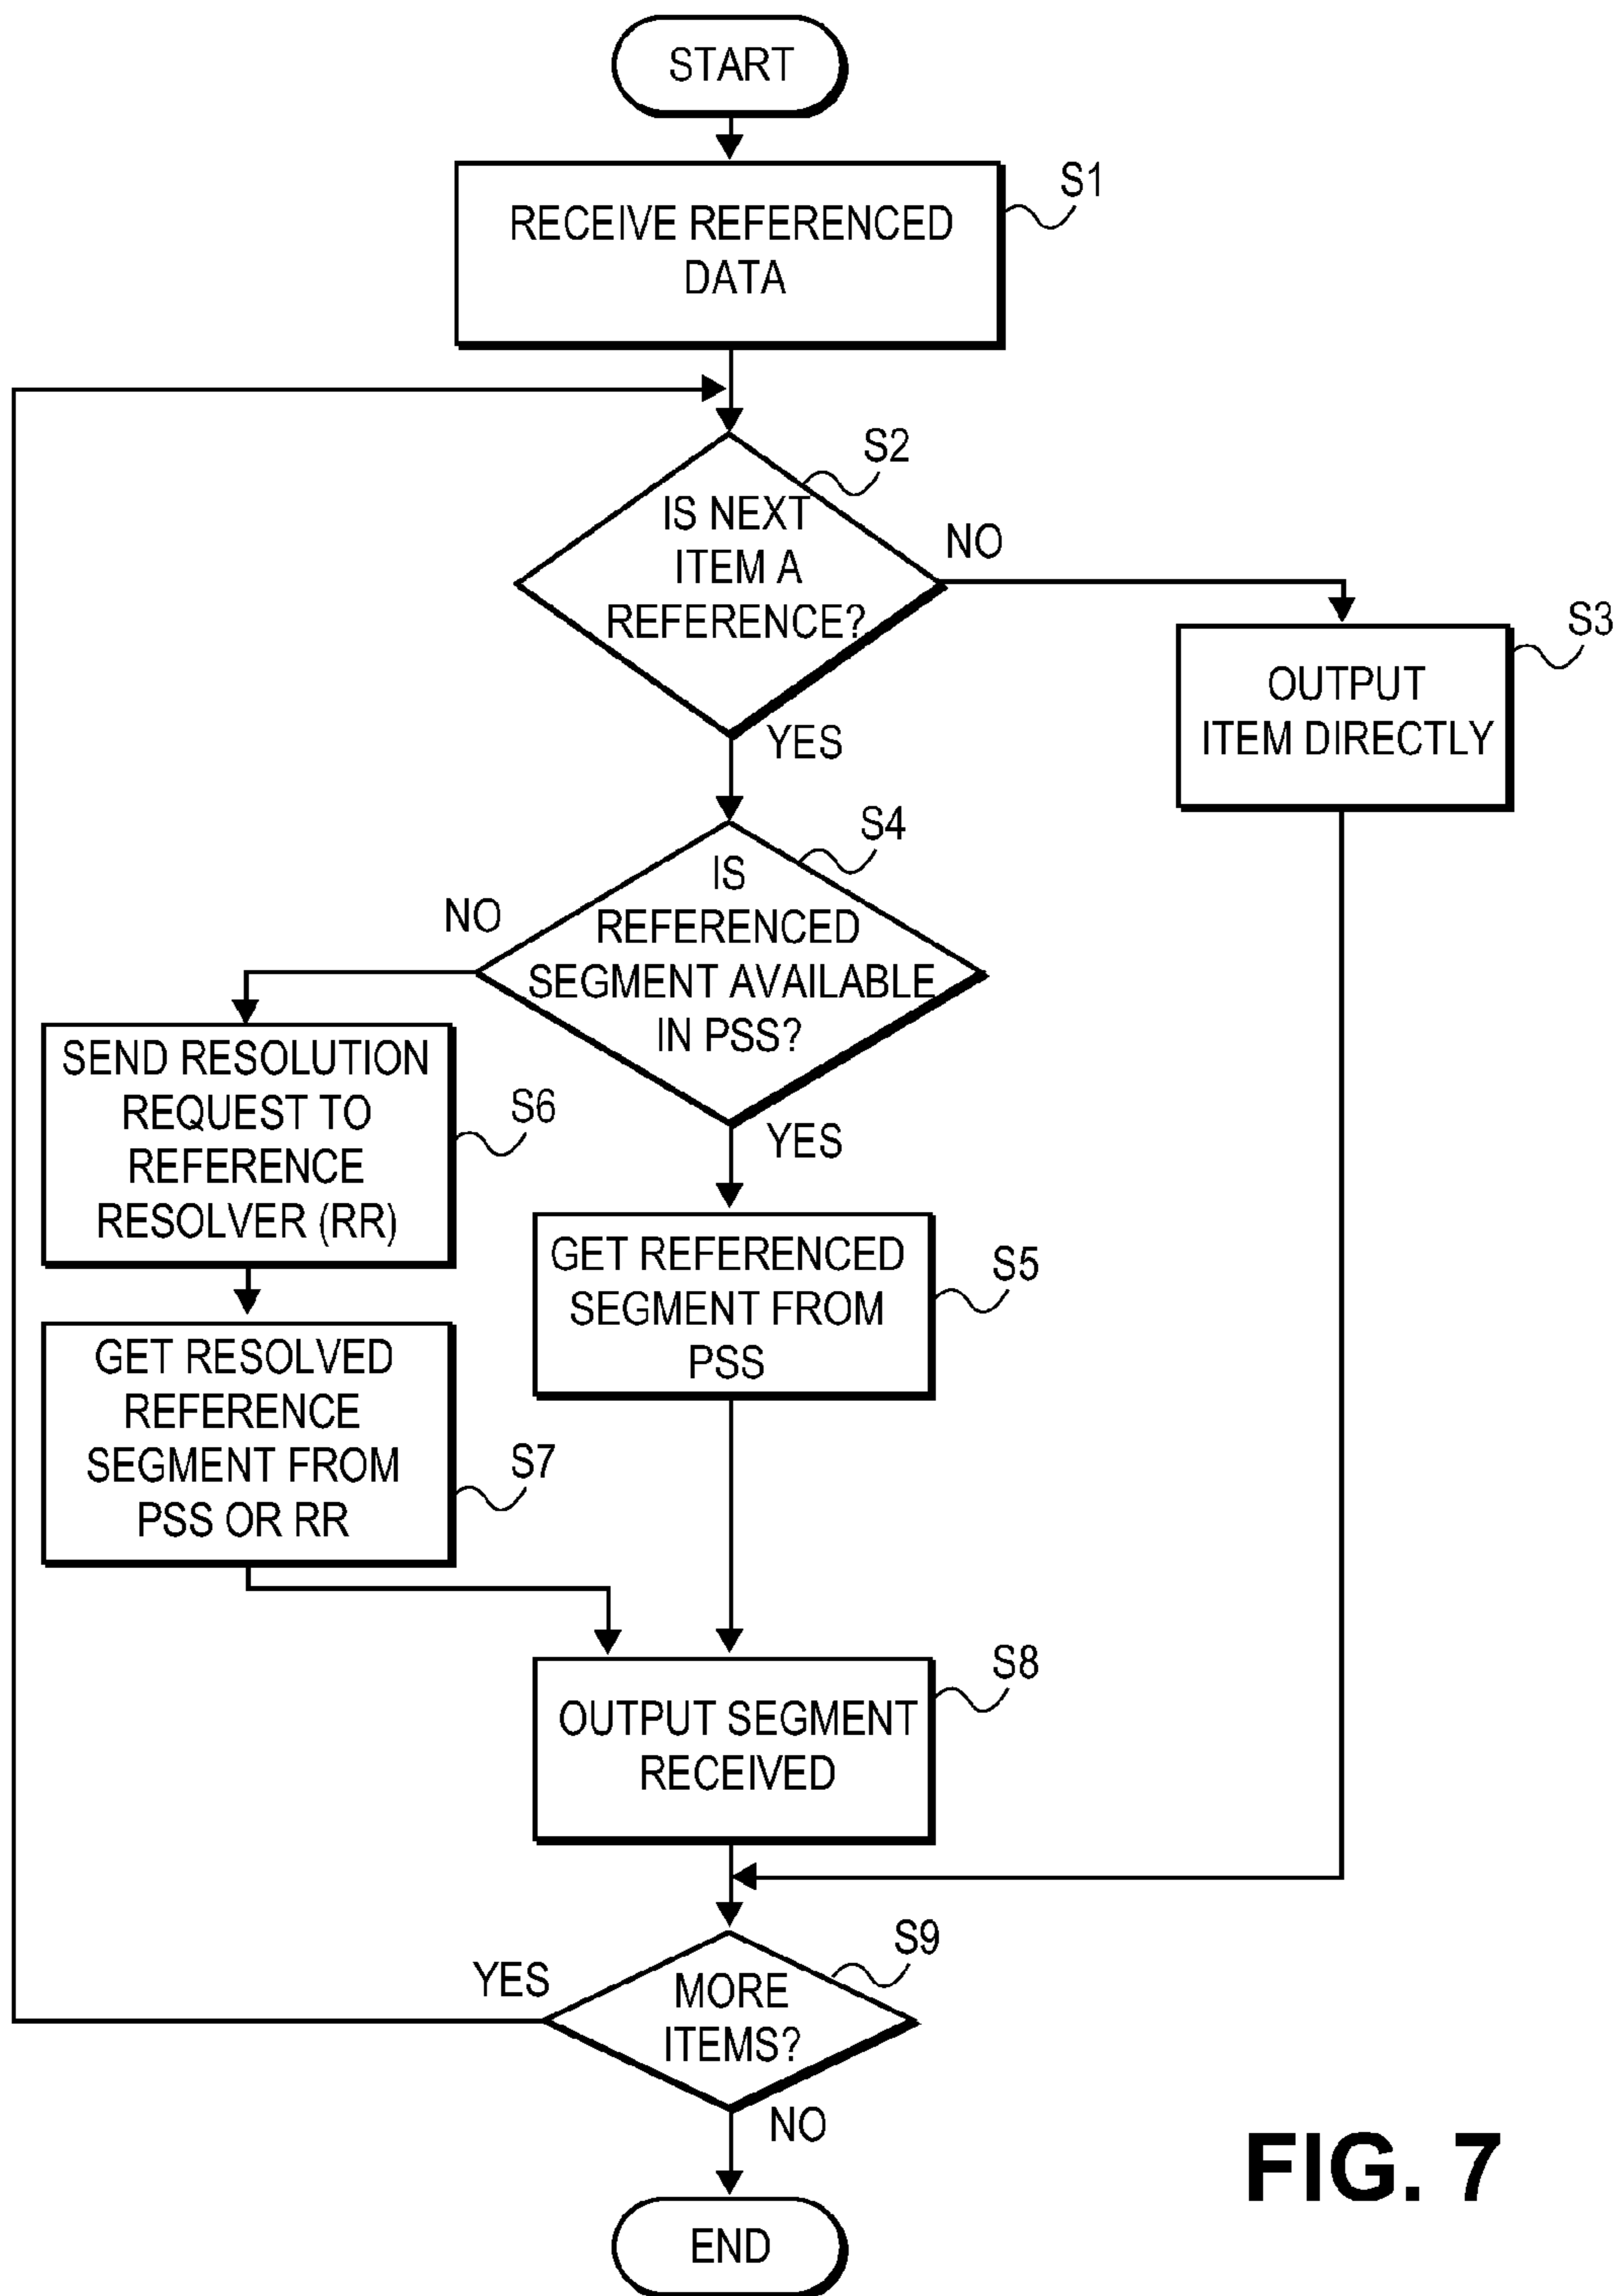 START
RECEIVE REFERENCED
DATA
S1
S2
IS NEXT
ITEM A
REFERENCE?
NO
YES
S3
OUTPUT
ITEM DIRECTLY
S4
IS
REFERENCED
SEGMENT AVAILABLE
IN PSS?
NO
YES
SEND RESOLUTION
REQUEST TO
REFERENCE
RESOLVER (RR)
S6
GET REFERENCED
SEGMENT FROM
PSS
S5
GET RESOLVED
REFERENCE
SEGMENT FROM
PSS OR RR
S7
OUTPUT SEGMENT
RECEIVED
S8
S9
YES
MORE
ITEMS?
NO
END
FIG. 7